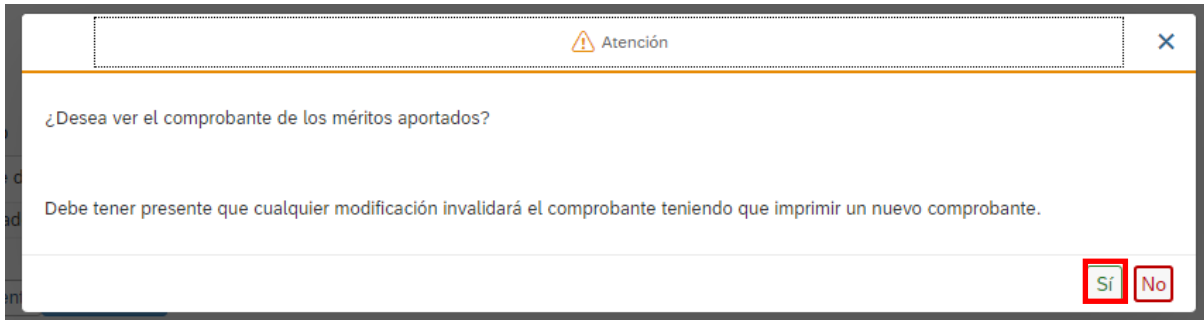 Atención
¿Desea ver el comprobante de los méritos aportados?
Debe tener presente que cualquier modificación invalidará el comprobante teniendo que imprimir un nuevo comprobante.
Sí No